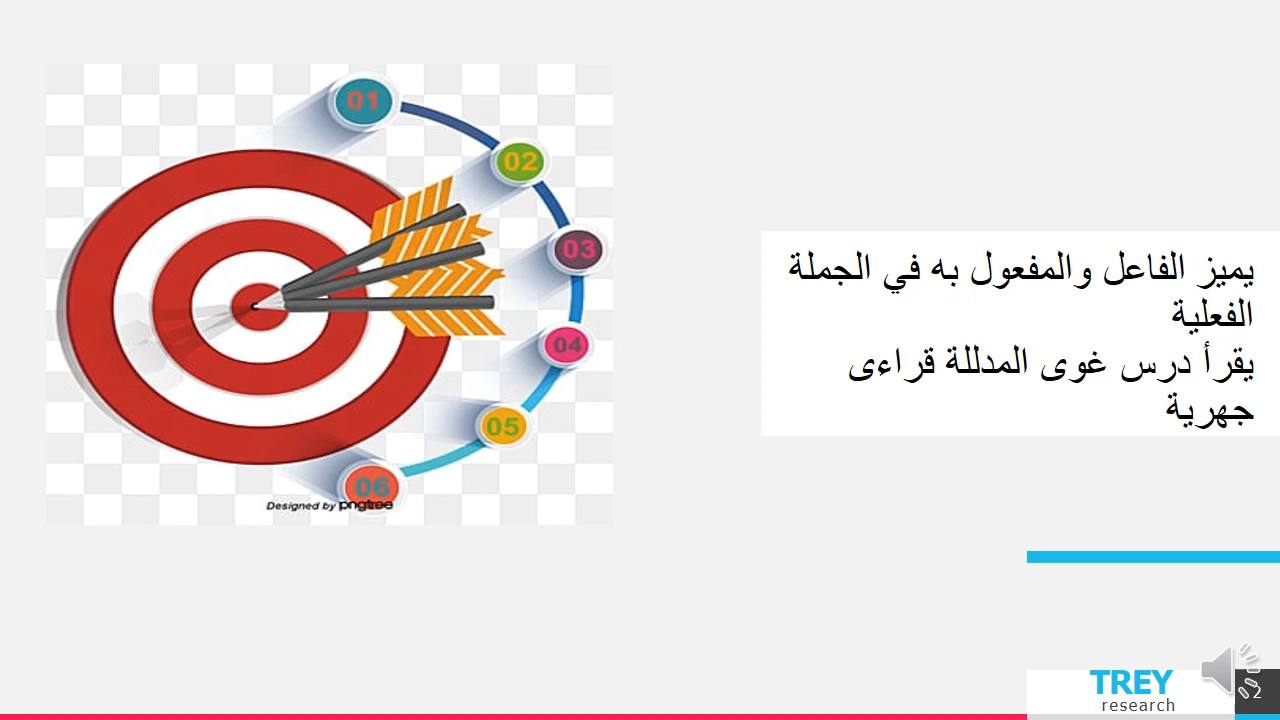 01
02
03
04
05
06
Designed by pngtree
يميز الفاعل والمفعول به في الجملة
الفعلية
يقرأ درس غوى المدللة قراءى
جهرية
TREY
research
2